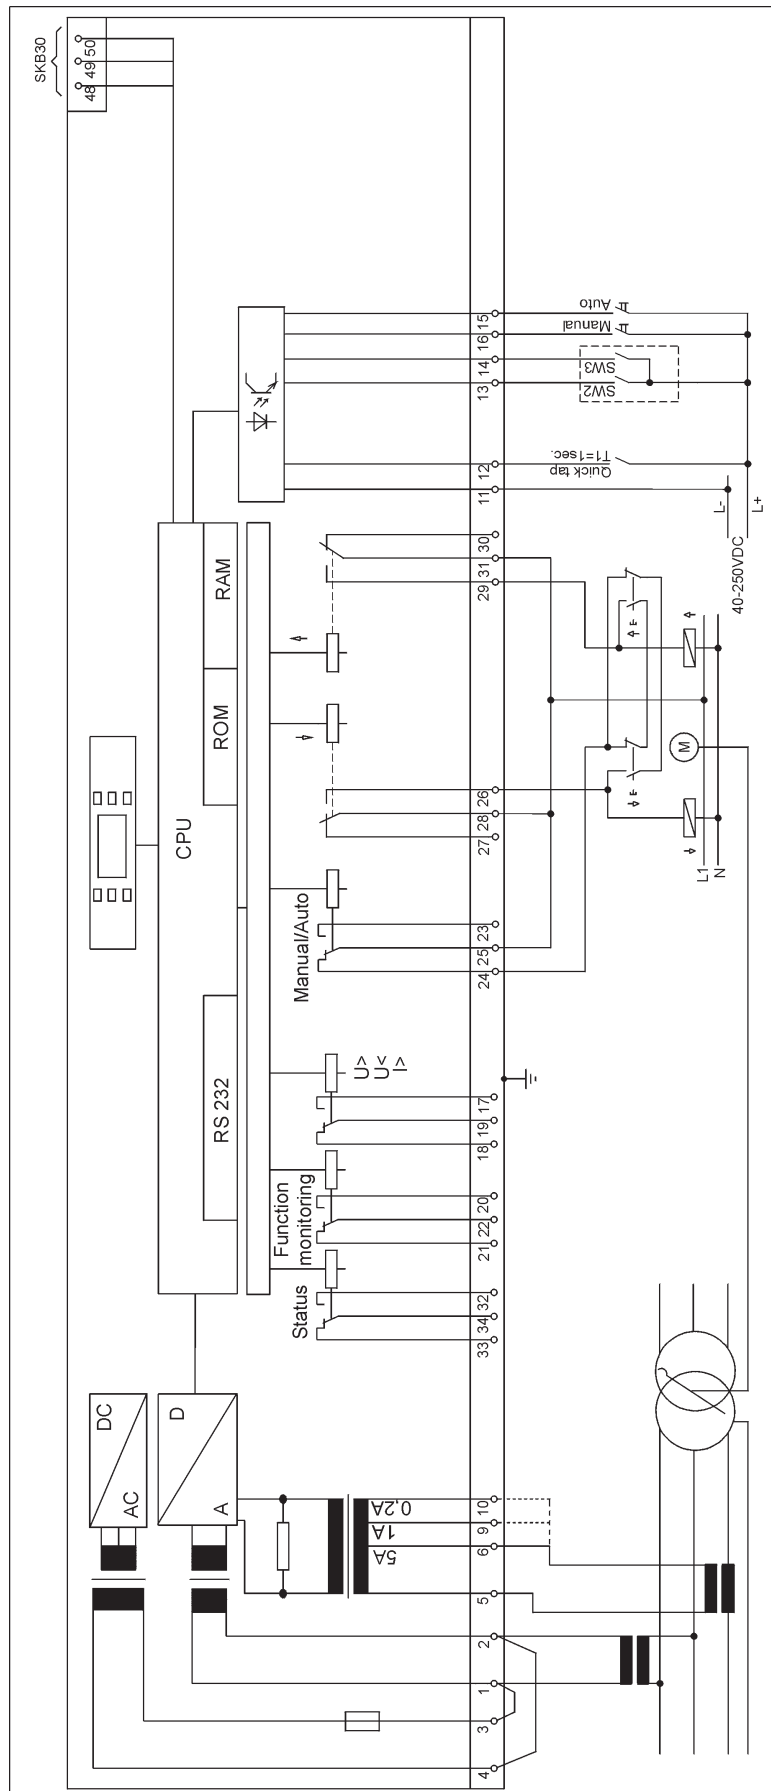 SKB30
50
49
48
15
16
14
13
12
11
30
31
29
26
28
27
23
25
24
17
19
18
20
22
21
32
34
33
10
9
6
5
2
1
3
4
Auto
Manual
SW3
SW2
T1=1sec.
Quick tap
L-
L+
40-250VDC
RAM
ROM
CPU
RS 232
M
L1
N
Manual/Auto
U<
U>
I>
Function
monitoring
Status
DC
AC
D
A
0,2A
1A
5A